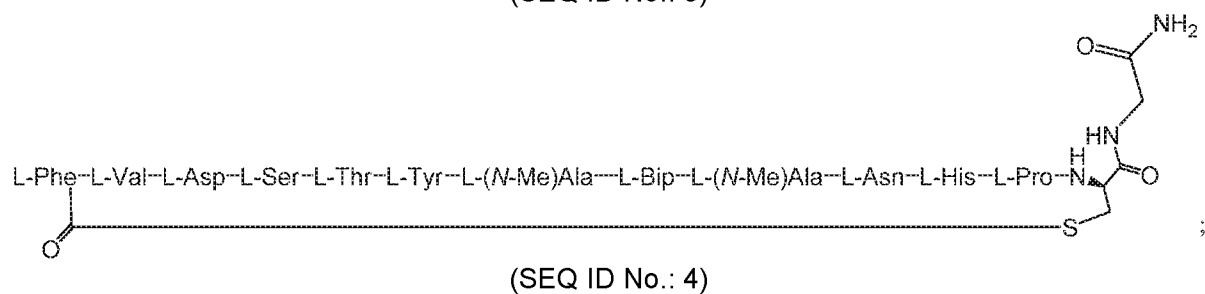 (SEQ ID No.: 3)
O NH2
HN
L-Phe-L-Val-L-Asp-L-Ser-L-Thr-L-Tyr-L-(N-Me)Ala-L-Bip-L-(N-Me)Ala-L-Asn-L-His-L-Pro-N H O
O S ;
(SEQ ID No.: 4)